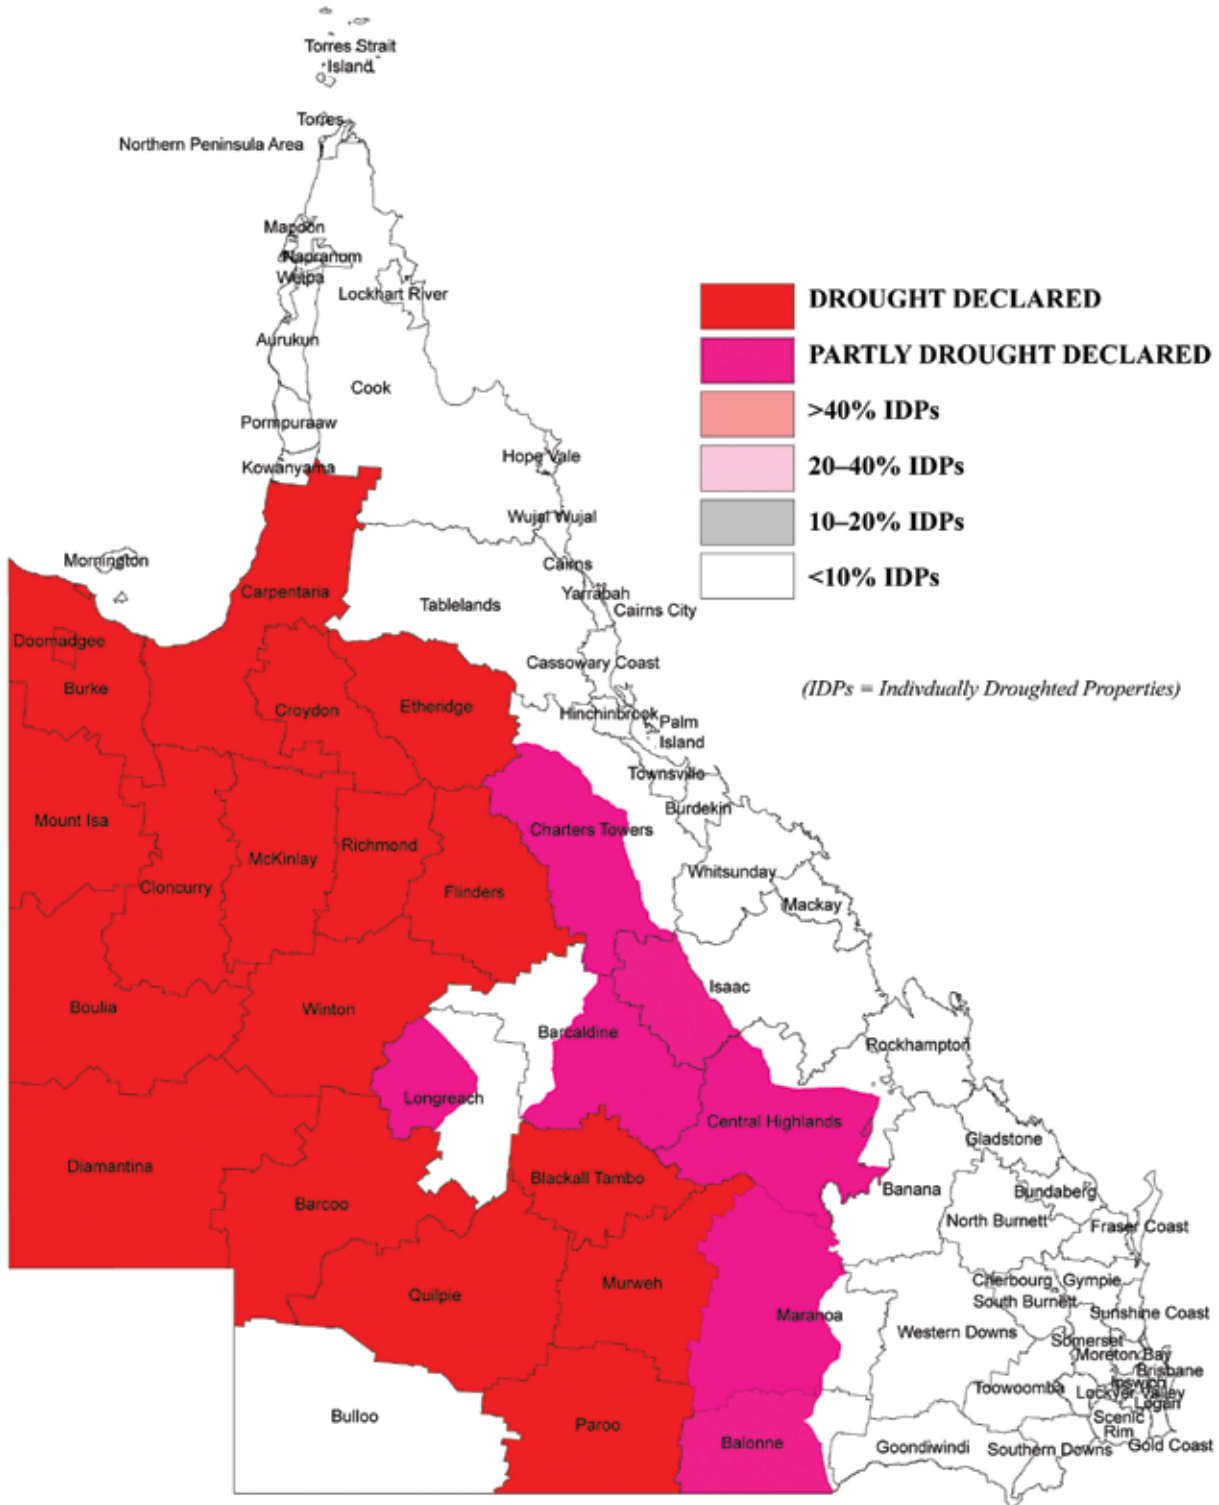 Torres Strait
Island
Torres
Northern Peninsula Area
Mapoon
Napranum
Weipa
Lockhart River
DROUGHT DECLARED
PARTLY DROUGHT DECLARED
>40% IDPs
20–40% IDPs
10–20% IDPs
<10% IDPs
(IDPs = Indivdually Droughted Properties)
Aurukun
Cook
Pormpuraaw
Kowanyama
Hope Vale
Wujal Wujal
Mornington
Cairns
Yarrabah
Cairns City
Carpentaria
Tablelands
Doomadgee
Burke
Cassowary Coast
Croydon
Etheridge
Hinchinbrook
Palm
Island
Townsville
Burdekin
Mount Isa
Charters Towers
Richmond
McKinlay
Cloncurry
Flinders
Whitsunday
Mackay
Isaac
Boulia
Winton
Barcaldine
Rockhampton
Longreach
Central Highlands
Gladstone
Diamantina
Blackall Tambo
Banana
Bundaberg
Barcoo
North Burnett
Fraser Coast
Quilpie
Murweh
Cherbourg
Gympie
South Burnett
Maranoa
Sunshine Coast
Western Downs
Somerset
Moreton Bay
Brisbane
Ipswich
Toowoomba
Lockyer Valley
Logan
Bulloo
Paroo
Scenic
Rim
Balonne
Goondiwindi
Southern Downs
Gold Coast